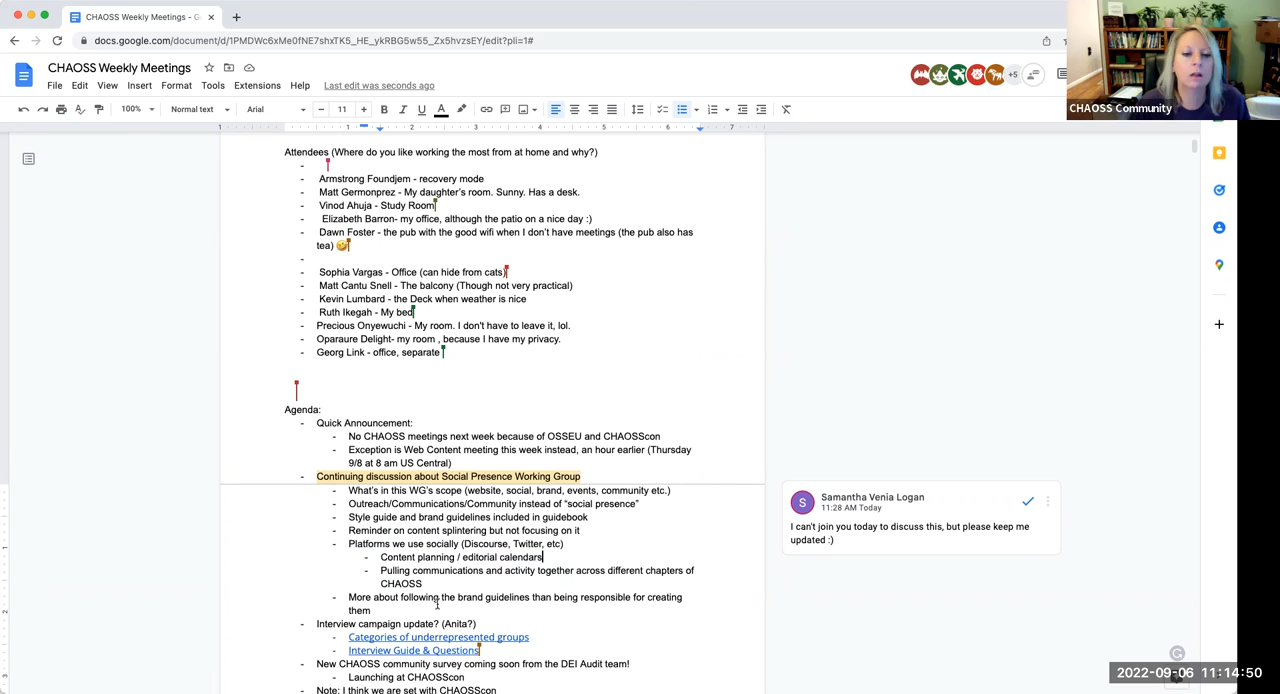 CHAOSS Weekly Meetings - G
docs.google.com/document/d/1PMDWc6xMe0fNE7shxTK5_HE_ykRBG5w55_Zx5hvzsEY/edit?pli=1#
CHAOSS Weekly Meetings
File Edit View Insert Format Tools Extensions Help Last edit was seconds ago
+5
CHAOSS Community
100% Normal text Arial 11
1 1 2 3 4 5 6 7
Attendees (Where do you like working the most from at home and why?)
-
- Armstrong Foundjem - recovery mode
- Matt Germonprez - My daughter's room. Sunny. Has a desk.
- Vinod Ahuja - Study Room
- Elizabeth Barron- my office, although the patio on a nice day :)
- Dawn Foster - the pub with the good wifi when I don't have meetings (the pub also has
tea) 🤣
-
- Sophia Vargas - Office (can hide from cats)
- Matt Cantu Snell - The balcony (Though not very practical)
- Kevin Lumbard - the Deck when weather is nice
- Ruth Ikegah - My bed
- Precious Onyewuchi - My room. I don't have to leave it, lol.
- Oparaure Delight- my room , because I have my privacy.
- Georg Link - office, separate
Agenda:
- Quick Announcement:
- No CHAOSS meetings next week because of OSSEU and CHAOSScon
- Exception is Web Content meeting this week instead, an hour earlier (Thursday
9/8 at 8 am US Central)
- Continuing discussion about Social Presence Working Group
- What's in this WG's scope (website, social, brand, events, community etc.)
- Outreach/Communications/Community instead of "social presence"
- Style guide and brand guidelines included in guidebook
- Reminder on content splintering but not focusing on it
- Platforms we use socially (Discourse, Twitter, etc)
- Content planning / editorial calendars
- Pulling communications and activity together across different chapters of
CHAOSS
- More about following the brand guidelines than being responsible for creating
them
- Interview campaign update? (Anita?)
- Categories of underrepresented groups
- Interview Guide & Questions
- New CHAOSS community survey coming soon from the DEI Audit team!
- Launching at CHAOSScon
- Note: I think we are set with CHAOSScon
S
Samantha Venia Logan
11:28 AM Today
I can't join you today to discuss this, but please keep me
updated :)
2022-09-06 11:14:50